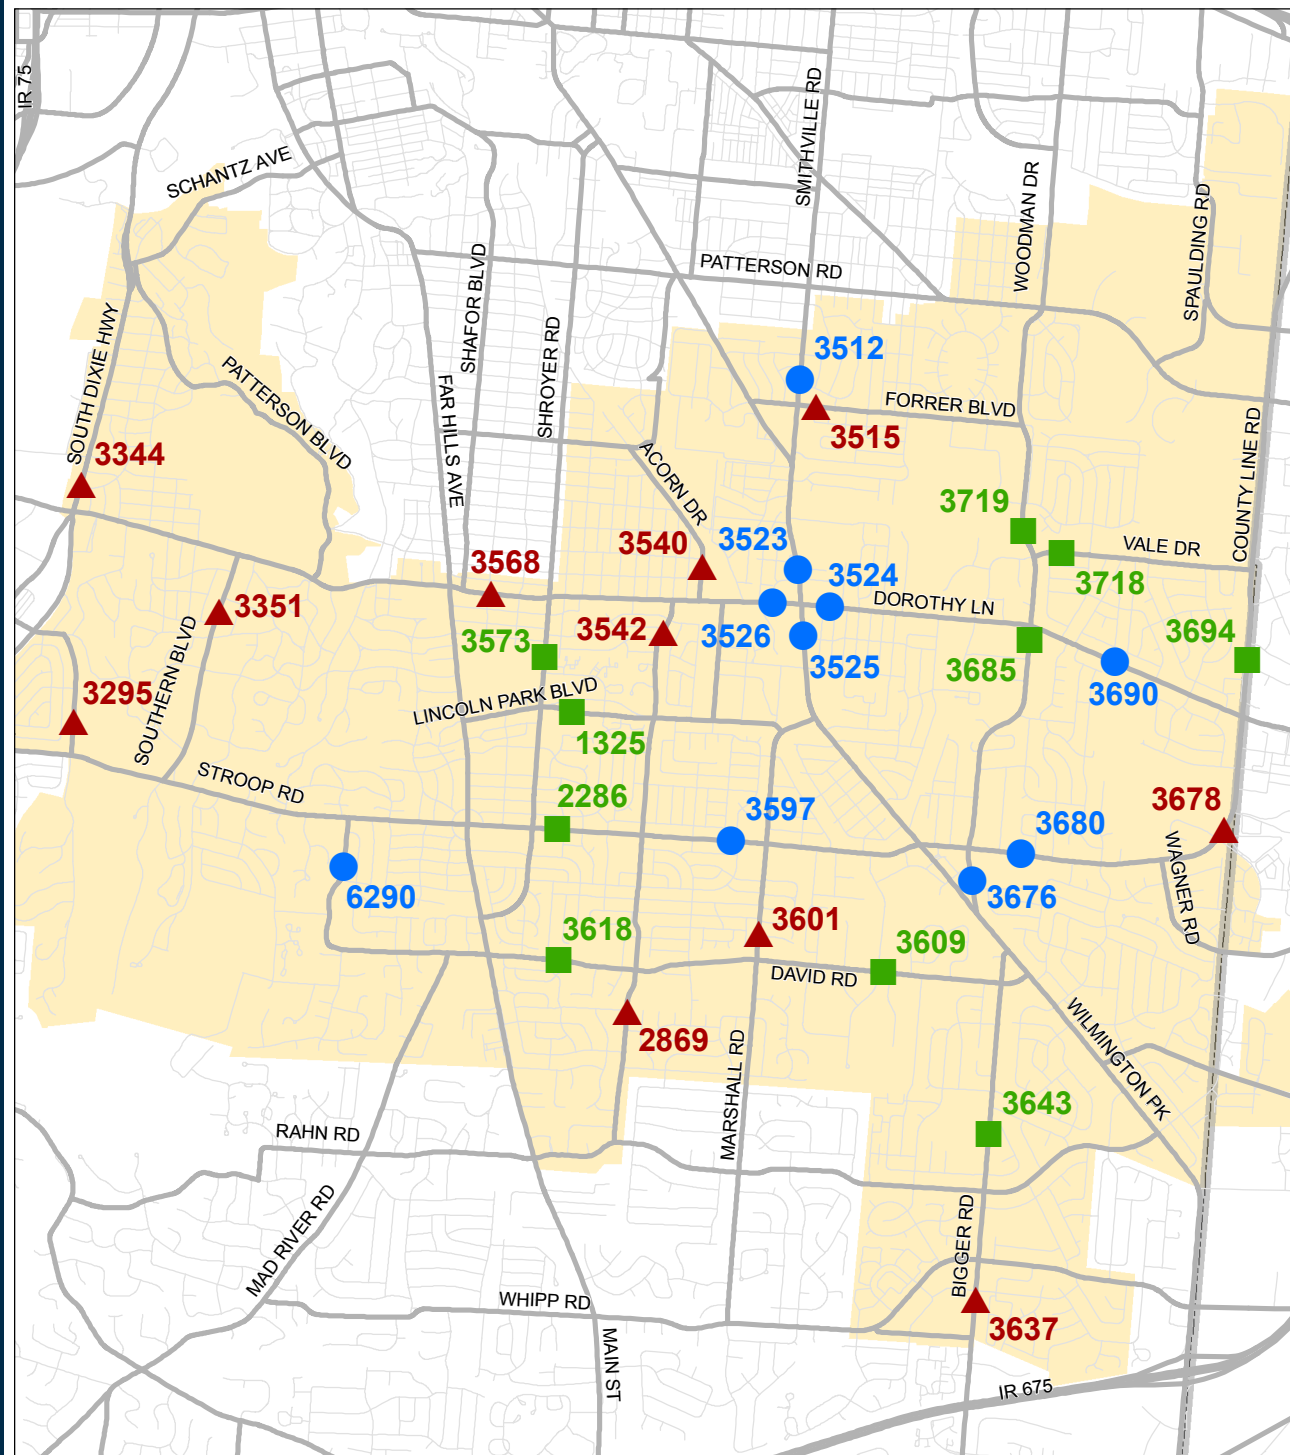 IR 75
SCHANTZ AVE
SMITHVILLE RD
WOODMAN DR
SPAULDING RD
PATTERSON RD
SHAFOR BLVD
SOUTH DIXIE HWY
SHROYER RD
3512
PATTERSON BLVD
FAR HILLS AVE
FORRER BLVD
3515
COUNTY LINE RD
3344
ACORN DR
3719
3540
3523
VALE DR
3568
3524
3718
3351
DOROTHY LN
3542
3526
3573
3525
3685
3694
3690
3295
SOUTHERN BLVD
LINCOLN PARK BLVD
1325
STROOP RD
2286
3597
3678
3680
WAGNER RD
6290
3676
3618
3601
3609
DAVID RD
2869
WILMINGTON PK
MARSHALL RD
3643
RAHN RD
MAD RIVER RD
BIGGER RD
WHIPP RD
3637
MAIN ST
IR 675